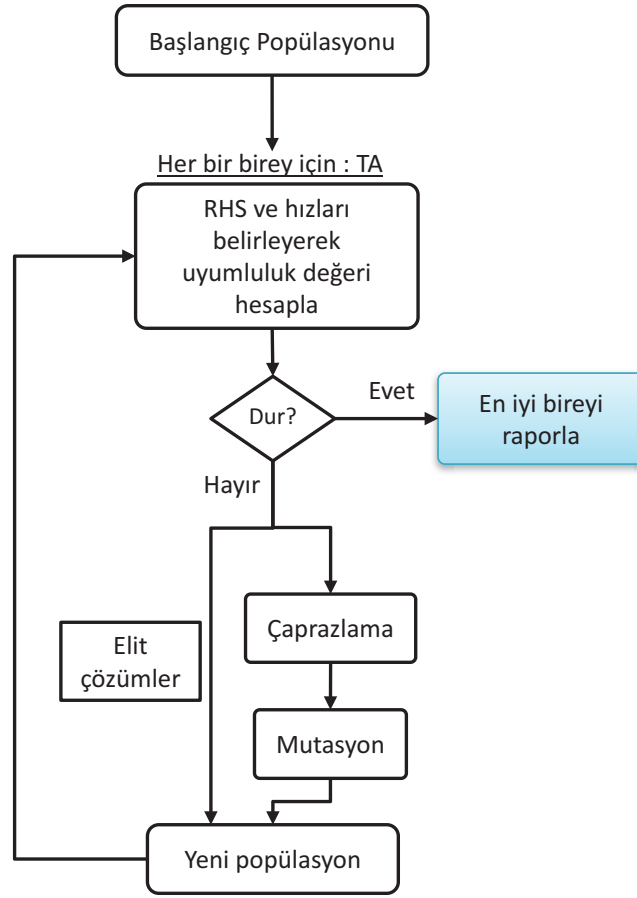 Başlangıç Popülasyonu
Her bir birey için : TA
RHS ve hızları
belirleyerek
uyumluluk değeri
hesapla
Dur?
Evet
En iyi bireyi
raporla
Hayır
Çaprazlama
Elit
çözümler
Mutasyon
Yeni popülasyon